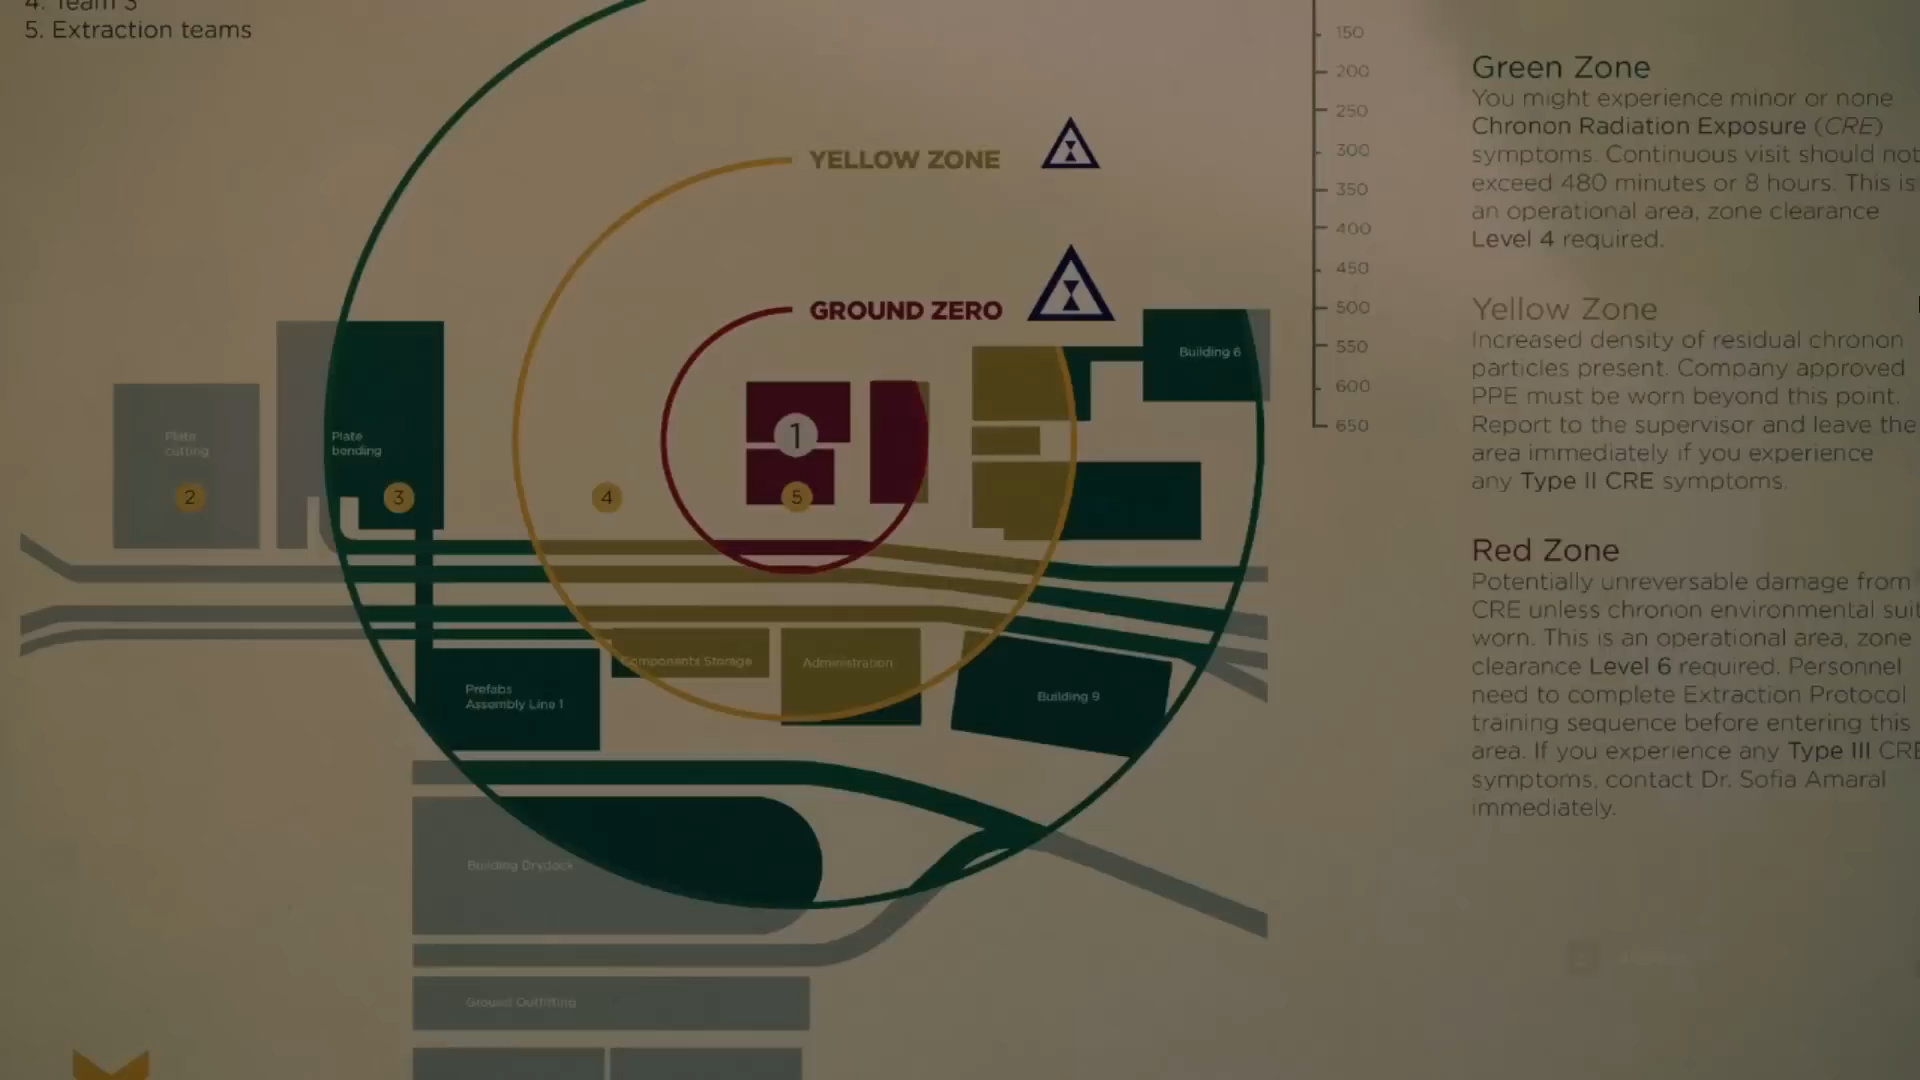 4. Team 3
5. Extraction teams
150
200
250
300
350
400
450
500
550
600
650
YELLOW ZONE
GROUND ZERO
Building 6
Plate
cutting
Plate
bending
1
2
3
4
5
Components Storage
Administration
Prefabs
Assembly Line 1
Building 9
Building Drydock
Ground Outfitting
Green Zone
You might experience minor or none
Chronon Radiation Exposure (CRE)
symptoms. Continuous visit should not
exceed 480 minutes or 8 hours. This is
an operational area, zone clearance
Level 4 required.
Yellow Zone
Increased density of residual chronon
particles present. Company approved
PPE must be worn beyond this point.
Report to the supervisor and leave the
area immediately if you experience
any Type II CRE symptoms.
Red Zone
Potentially unreversable damage from
CRE unless chronon environmental suit
worn. This is an operational area, zone
clearance Level 6 required. Personnel
need to complete Extraction Protocol
training sequence before entering this
area. If you experience any Type III CRE
symptoms, contact Dr. Sofia Amaral
immediately.